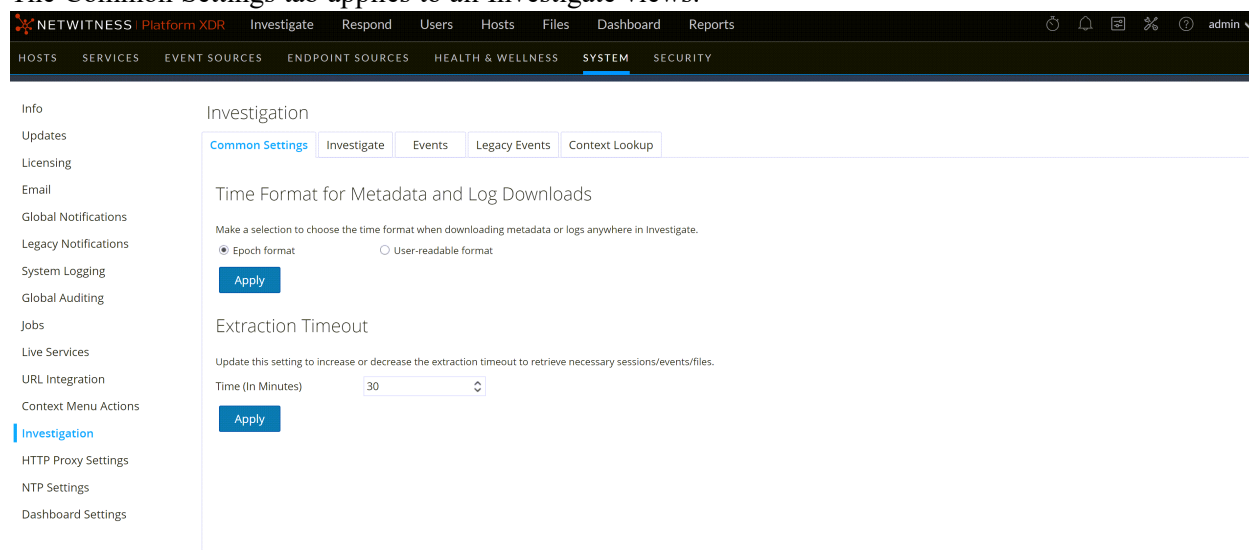 The Common Settings tab applies to all Investigate views.
NETWITNESS | Platform XDR Investigate Respond Users Hosts Files Dashboard Reports admin
HOSTS SERVICES EVENT SOURCES ENDPOINT SOURCES HEALTH & WELLNESS SYSTEM SECURITY
Info
Updates
Licensing
Email
Global Notifications
Legacy Notifications
System Logging
Global Auditing
Jobs
Live Services
URL Integration
Context Menu Actions
Investigation
HTTP Proxy Settings
NTP Settings
Dashboard Settings
Investigation
Common Settings Investigate Events Legacy Events Context Lookup
Time Format for Metadata and Log Downloads
Make a selection to choose the time format when downloading metadata or logs anywhere in Investigate.
Epoch format User-readable format
Apply
Extraction Timeout
Update this setting to increase or decrease the extraction timeout to retrieve necessary sessions/events/files.
Time (In Minutes) 30
Apply